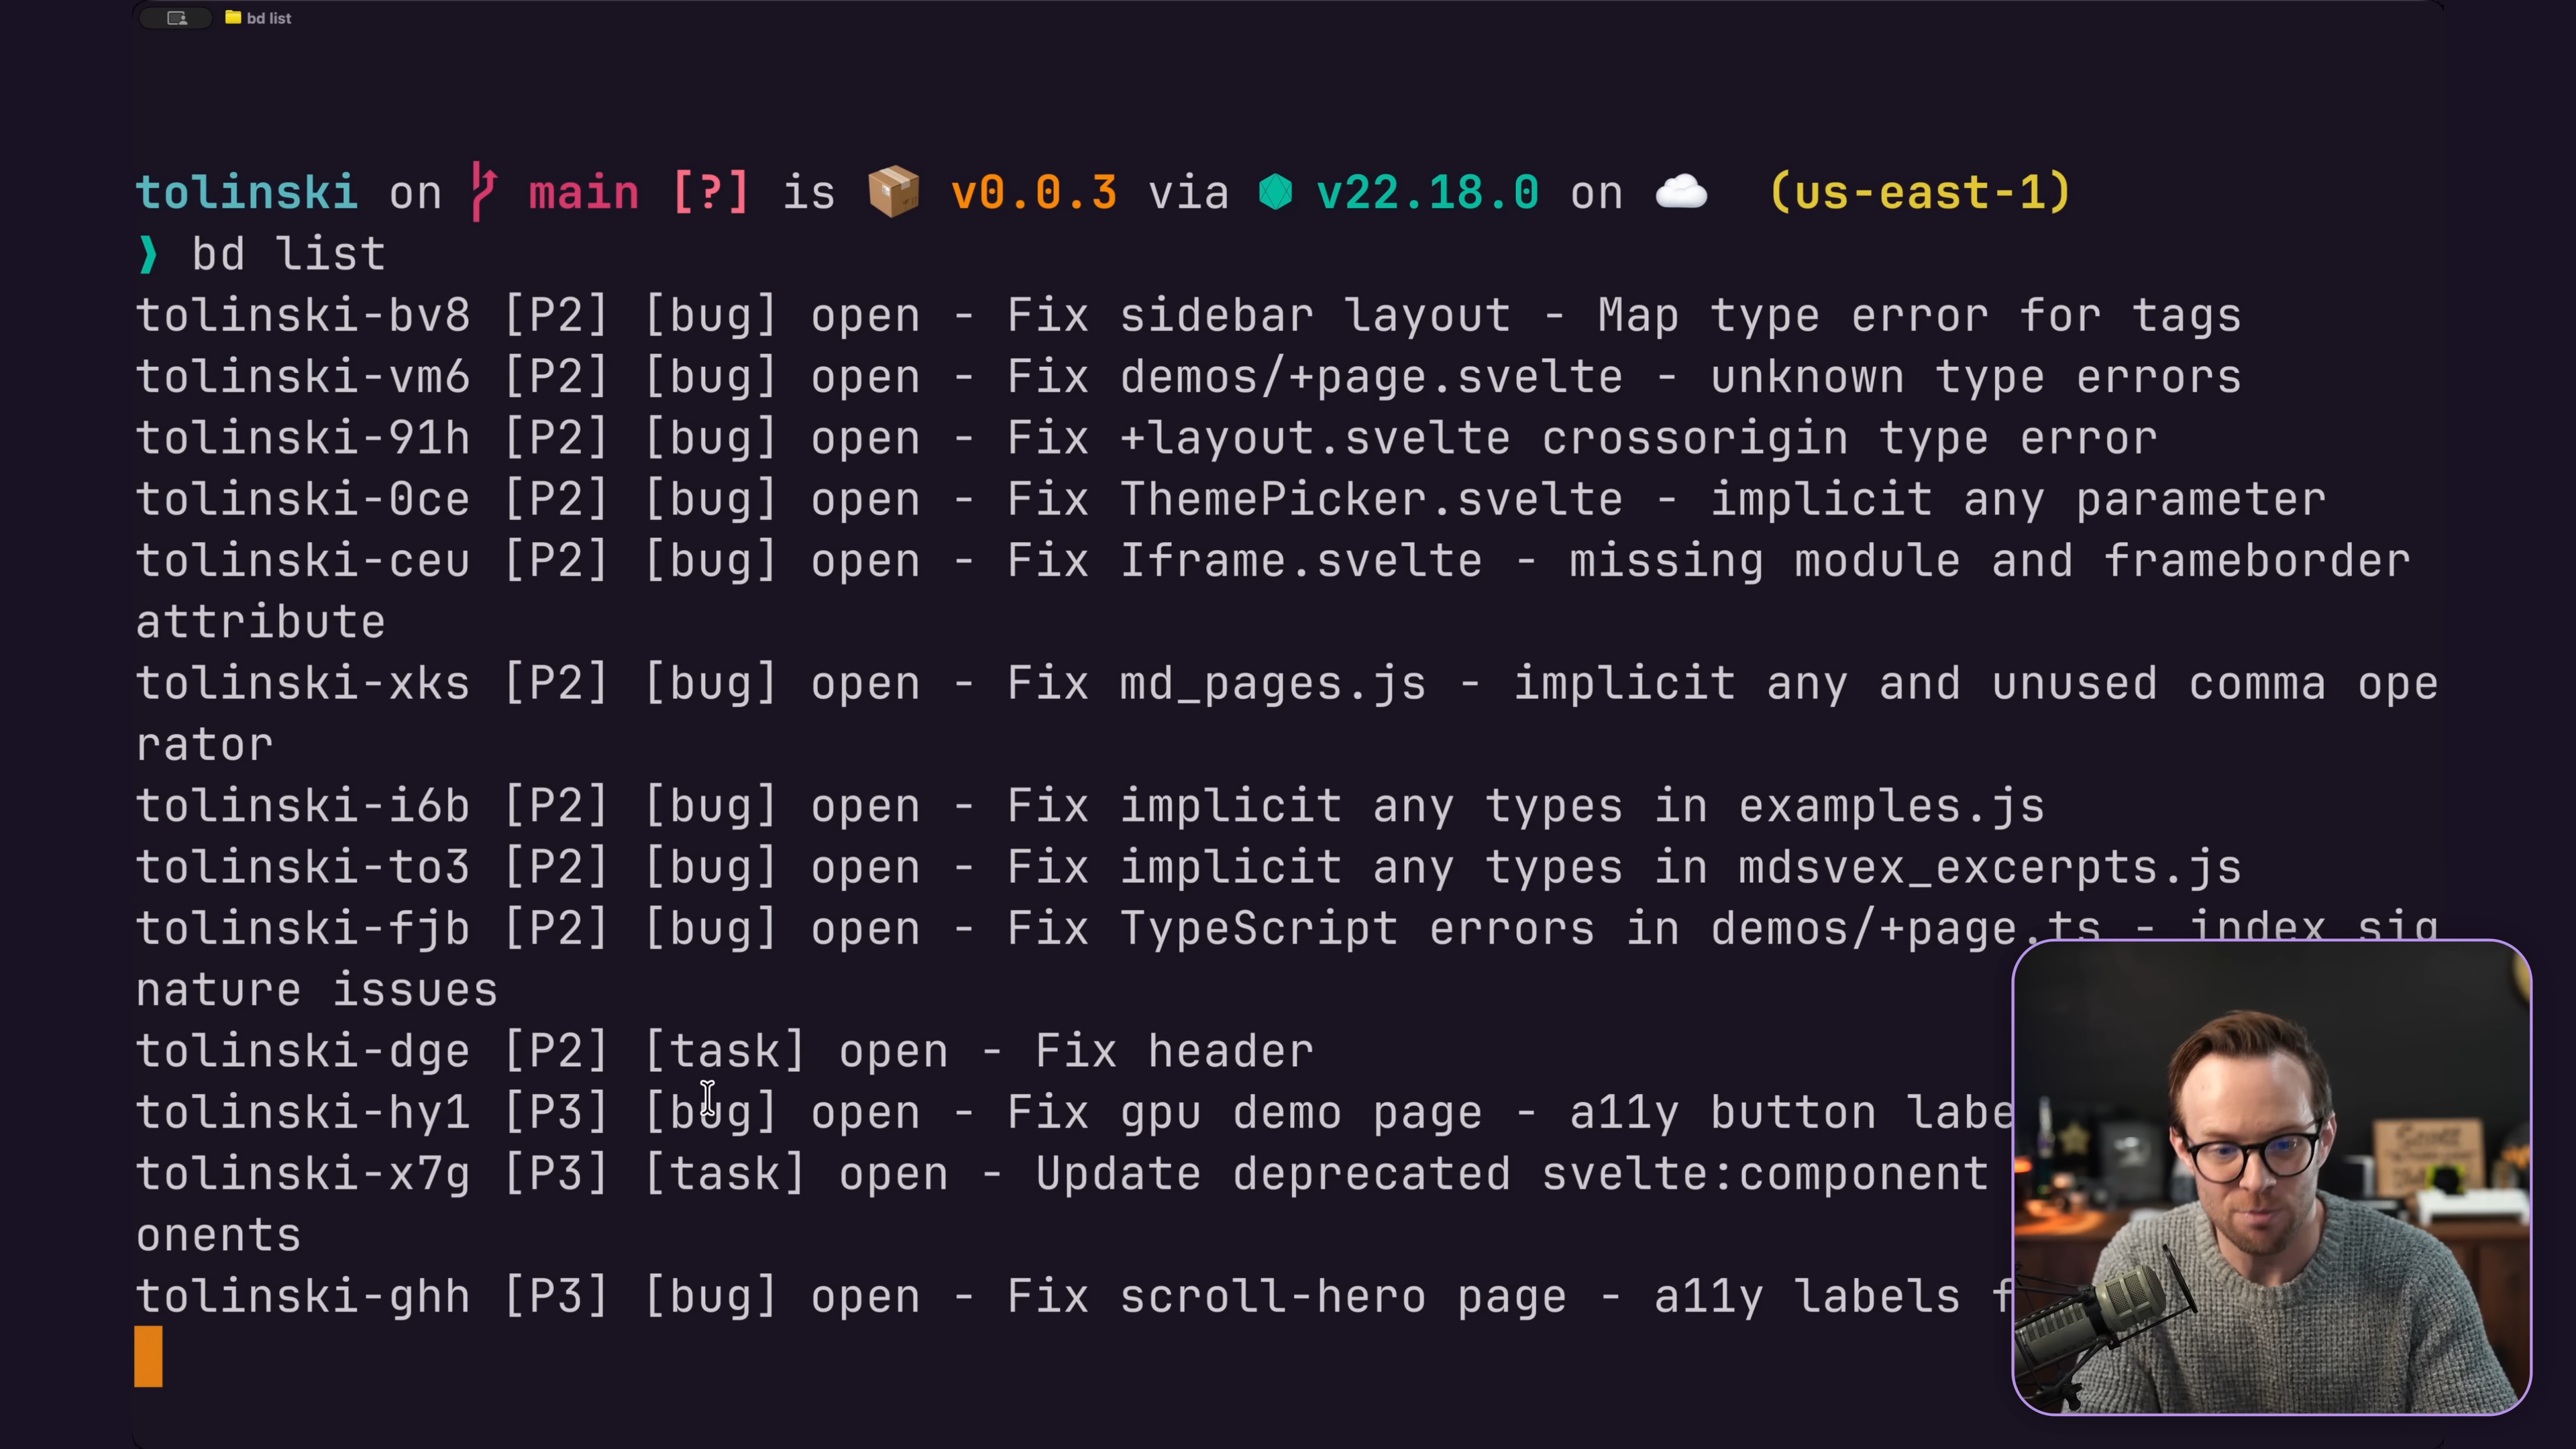 bd list
tolinski on main [?] is 📦 v0.0.3 via v22.18.0 on ☁️ (us-east-1)
❯ bd list
tolinski-bv8 [P2] [bug] open - Fix sidebar layout - Map type error for tags
tolinski-vm6 [P2] [bug] open - Fix demos/+page.svelte - unknown type errors
tolinski-91h [P2] [bug] open - Fix +layout.svelte crossorigin type error
tolinski-0ce [P2] [bug] open - Fix ThemePicker.svelte - implicit any parameter
tolinski-ceu [P2] [bug] open - Fix Iframe.svelte - missing module and frameborder
attribute
tolinski-xks [P2] [bug] open - Fix md_pages.js - implicit any and unused comma ope
rator
tolinski-i6b [P2] [bug] open - Fix implicit any types in examples.js
tolinski-to3 [P2] [bug] open - Fix implicit any types in mdsvex_excerpts.js
tolinski-fjb [P2] [bug] open - Fix TypeScript errors in demos/+page.ts - index sig
nature issues
tolinski-dge [P2] [task] open - Fix header
tolinski-hy1 [P3] [bug] open - Fix gpu demo page - a11y button labe
tolinski-x7g [P3] [task] open - Update deprecated svelte:component
onents
tolinski-ghh [P3] [bug] open - Fix scroll-hero page - a11y labels f